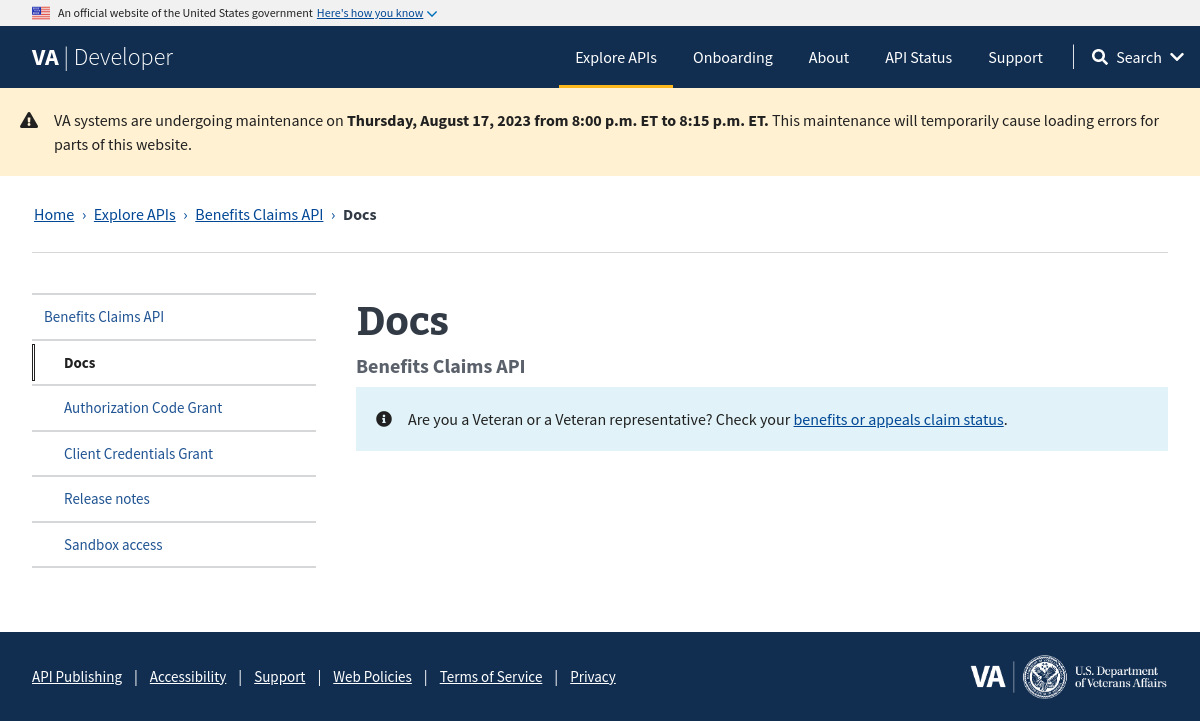 An official website of the United States government Here's how you know
VA | Developer
Explore APIs
Onboarding
About
API Status
Support
Search
VA systems are undergoing maintenance on Thursday, August 17, 2023 from 8:00 p.m. ET to 8:15 p.m. ET. This maintenance will temporarily cause loading errors for
parts of this website.
Home › Explore APIs › Benefits Claims API › Docs
Benefits Claims API
Docs
Authorization Code Grant
Client Credentials Grant
Release notes
Sandbox access
Docs
Benefits Claims API
Are you a Veteran or a Veteran representative? Check your benefits or appeals claim status.
API Publishing | Accessibility | Support | Web Policies | Terms of Service | Privacy
VA
U.S. Department
of Veterans Affairs